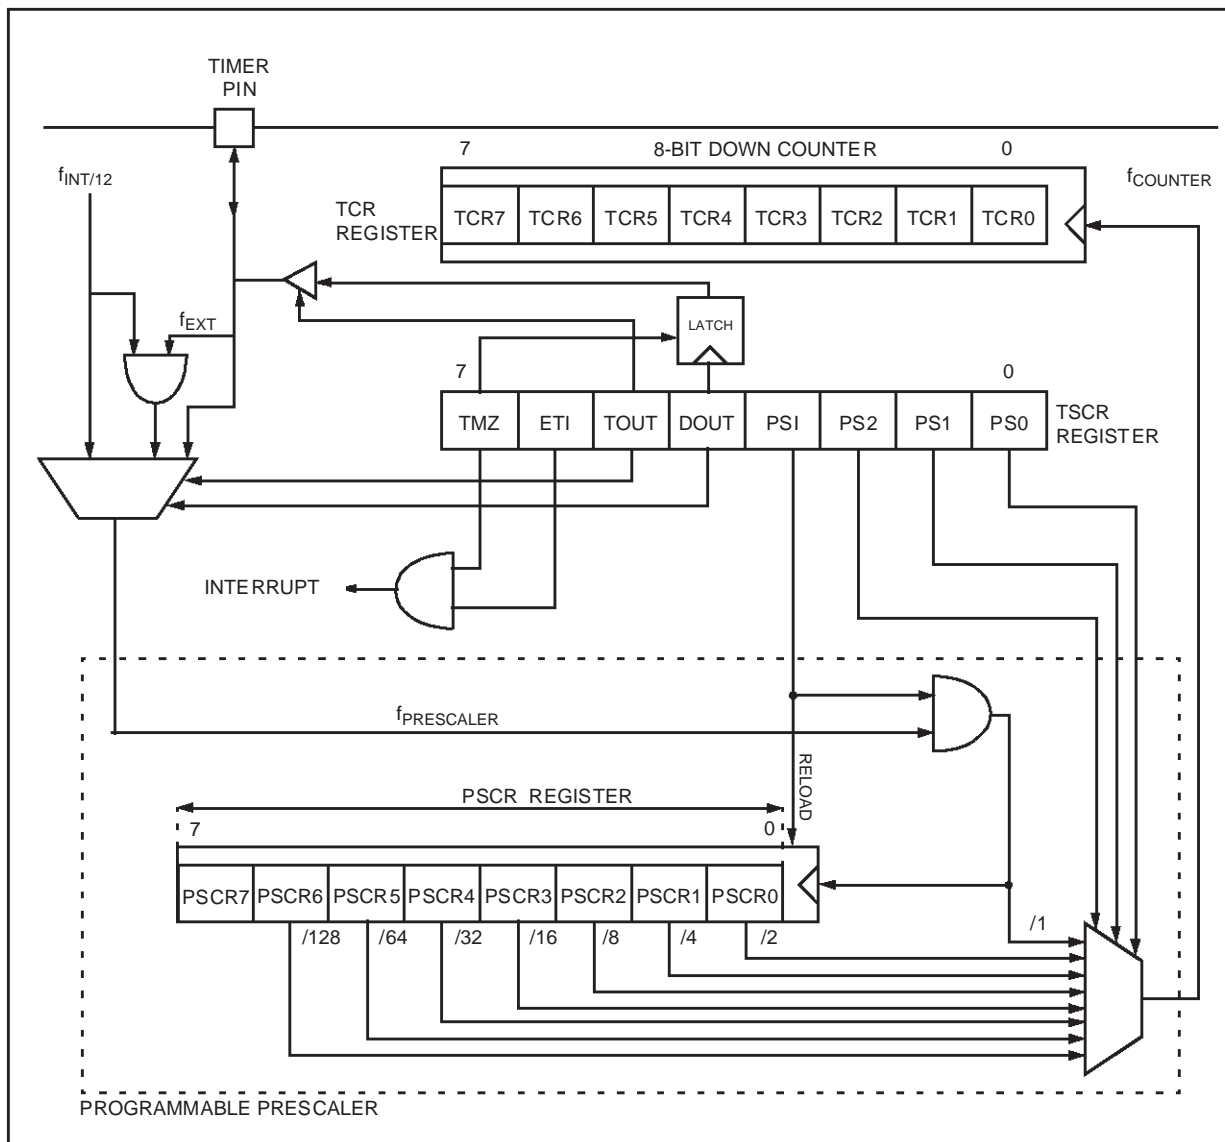 TIMER
PIN
7 8-BIT DOWN COUNTER 0
fINT/12
fCOUNTER
TCR
REGISTER
TCR7 TCR6 TCR5 TCR4 TCR3 TCR2 TCR1 TCR0
fEXT
LATCH
7 0
TMZ ETI TOUT DOUT PSI PS2 PS1 PS0
TSCR
REGISTER
INTERRUPT
fPRESCALER
RELOAD
PSCR REGISTER
7 0
PSCR7 PSCR6 PSCR5 PSCR4 PSCR3 PSCR2 PSCR1 PSCR0
/128 /64 /32 /16 /8 /4 /2 /1
PROGRAMMABLE PRESCALER